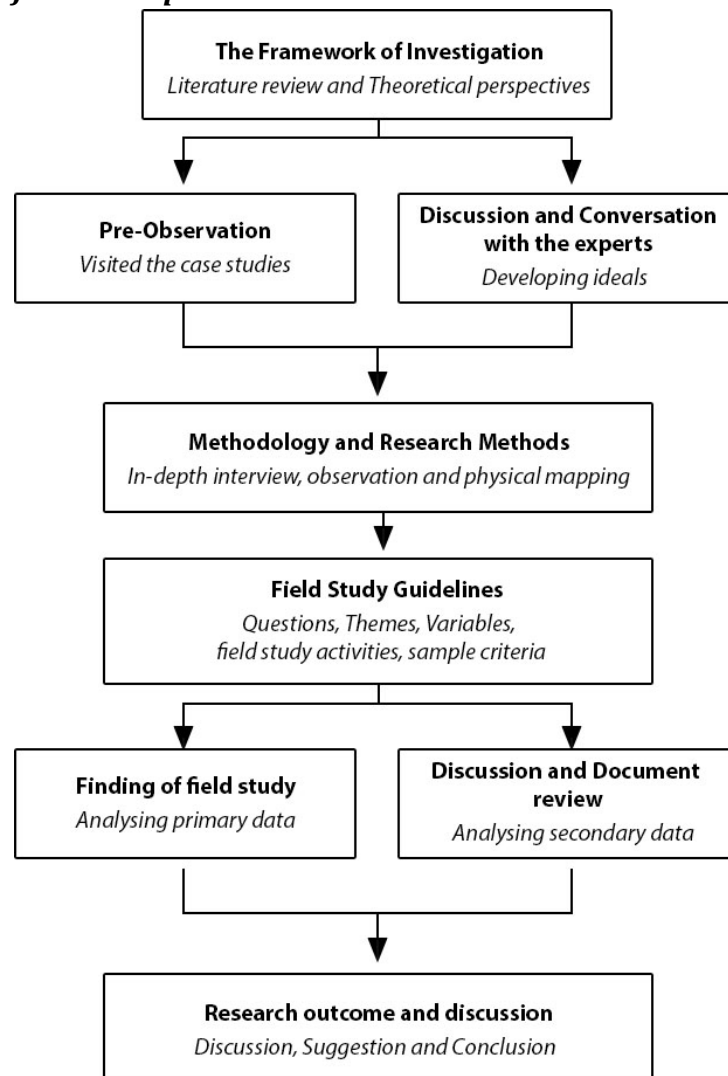 The Framework of Investigation
Literature review and Theoretical perspectives
Pre-Observation
Visited the case studies
Discussion and Conversation
with the experts
Developing ideals
Methodology and Research Methods
In-depth interview, observation and physical mapping
Field Study Guidelines
Questions, Themes, Variables,
field study activities, sample criteria
Finding of field study
Analysing primary data
Discussion and Document
review
Analysing secondary data
Research outcome and discussion
Discussion, Suggestion and Conclusion